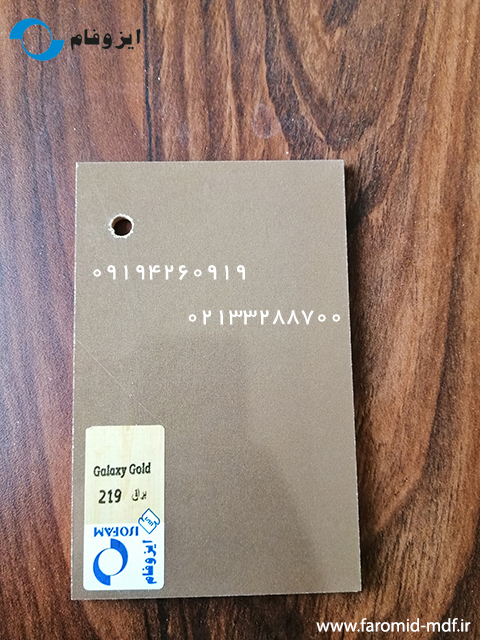 ایزوفام
۰۹۱۹۴۲۶۰۹۱۹
۰۲۱۳۳۲۸۸۷۰۰
Galaxy Gold
219 براق
ISOFAM
ایزوفام
www.faromid-mdf.ir